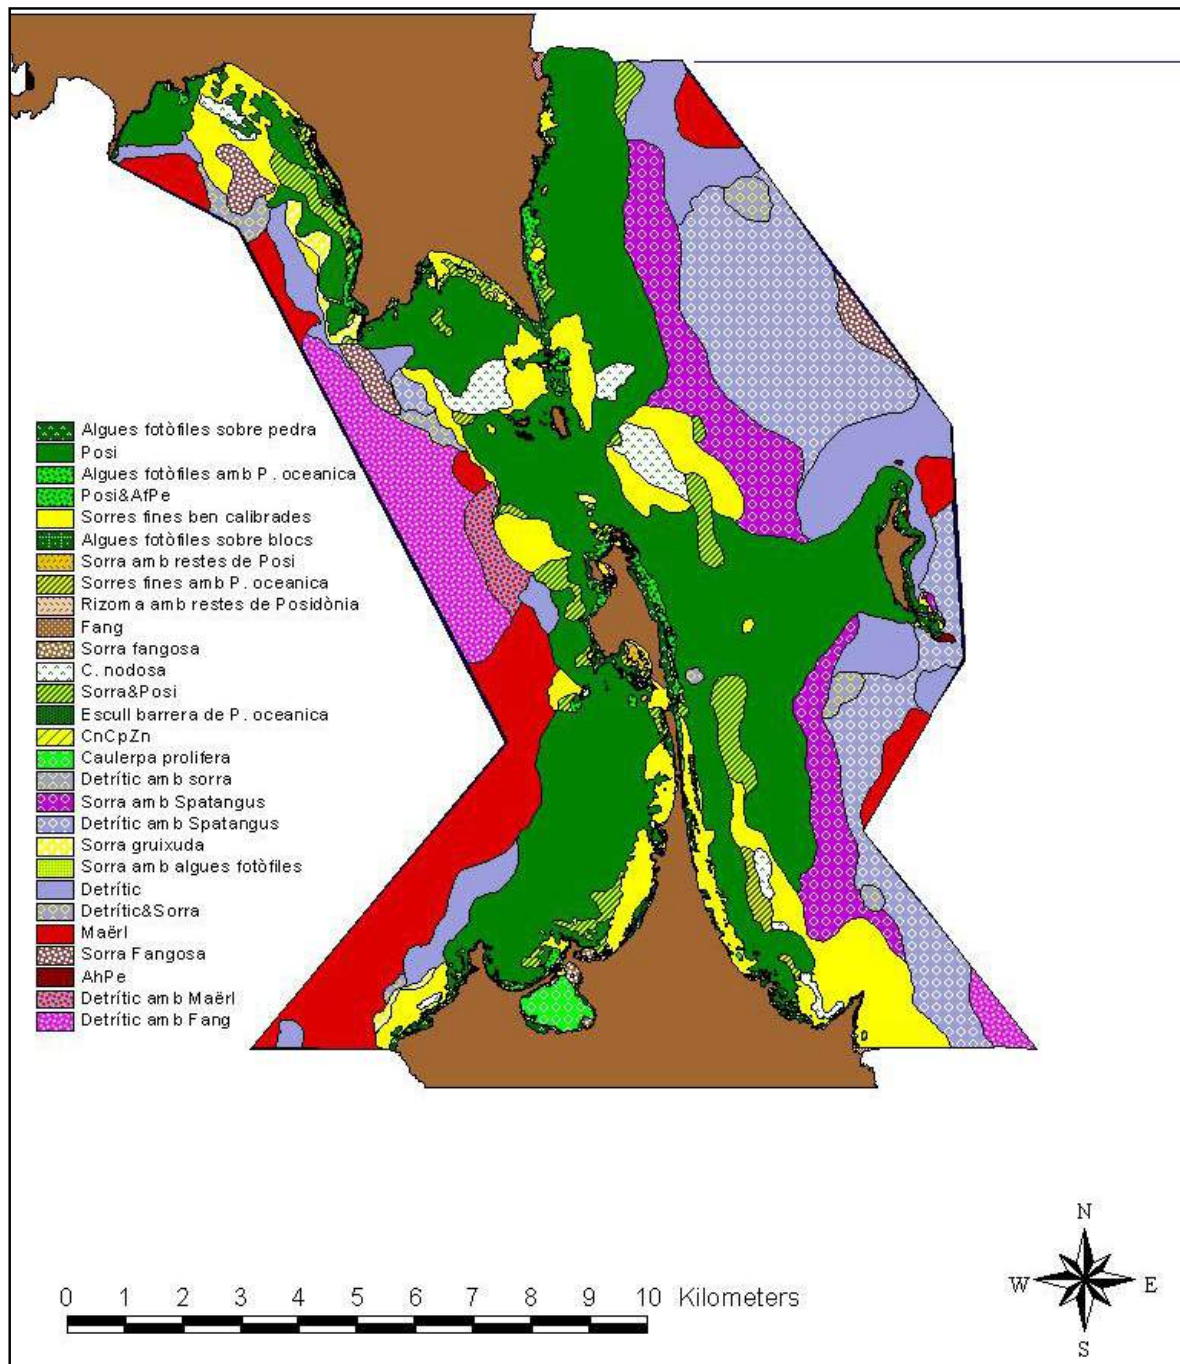 Algues fotòfiles sobre pedra
Posi
Algues fotòfiles amb P. oceanica
Posi&AfPe
Sorres fines ben calibrades
Algues fotòfiles sobre blocs
Sorra amb restes de Posi
Sorres fines amb P. oceanica
Rizoma amb restes de Posidònia
Fang
Sorra fangosa
C. nodosa
Sorra&Posi
Escull barrera de P. oceanica
CnCpZn
Caulerpa prolifera
Detrític amb sorra
Sorra amb Spatangus
Detrític amb Spatangus
Sorra gruixuda
Sorra amb algues fotòfiles
Detrític
Detrític&Sorra
Maërl
Sorra Fangosa
AhPe
Detrític amb Maërl
Detrític amb Fang
N
W E
S
0 1 2 3 4 5 6 7 8 9 10 Kilometers